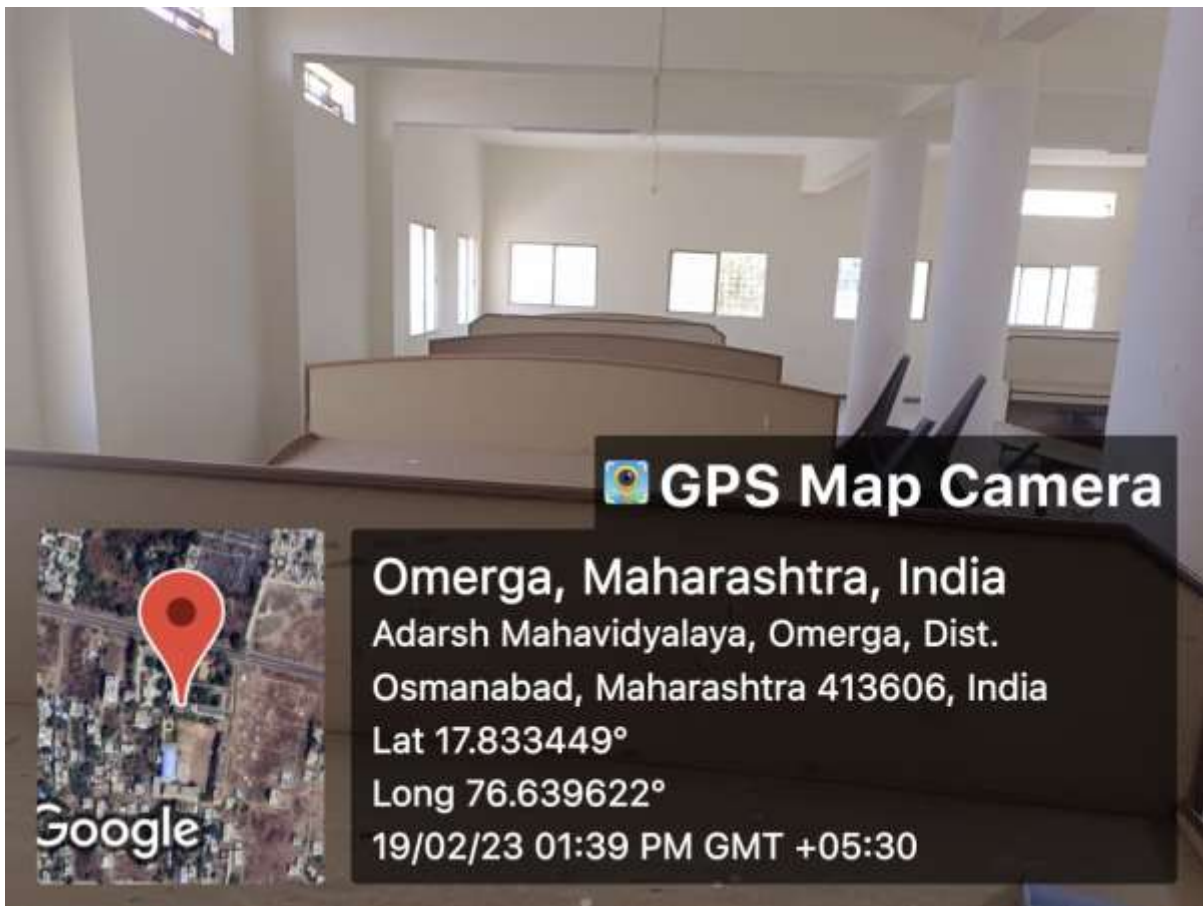 GPS Map Camera
Omerga, Maharashtra, India
Adarsh Mahavidyalaya, Omerga, Dist.
Osmanabad, Maharashtra 413606, India
Lat 17.833449°
Long 76.639622°
19/02/23 01:39 PM GMT +05:30
Google